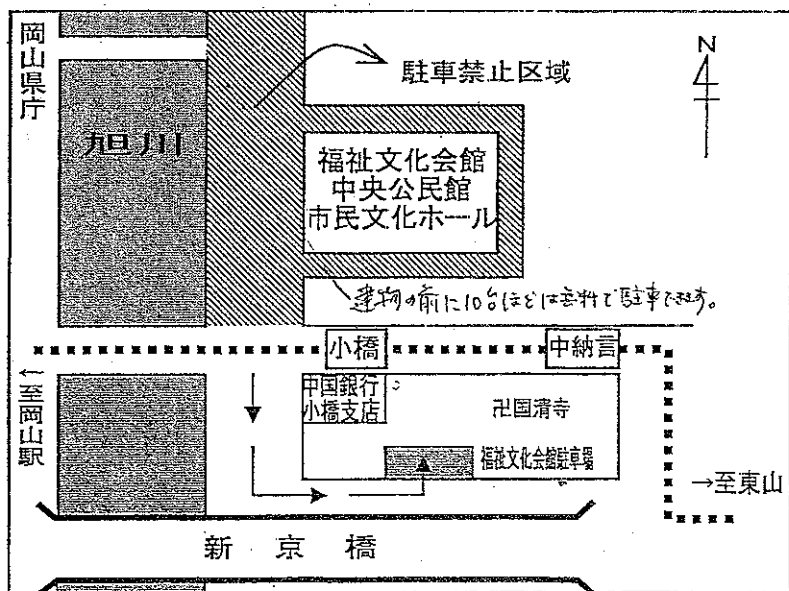 岡山県庁
旭川
駐車禁止区域
N
福祉文化会館
中央公民館
市民文化ホール
建物の前に10台ほどは無料で駐車できます。
小橋
中納言
←至岡山駅
中国銀行
小橋支店
卍国清寺
福祉文化会館駐車場
→至東山
新京橋